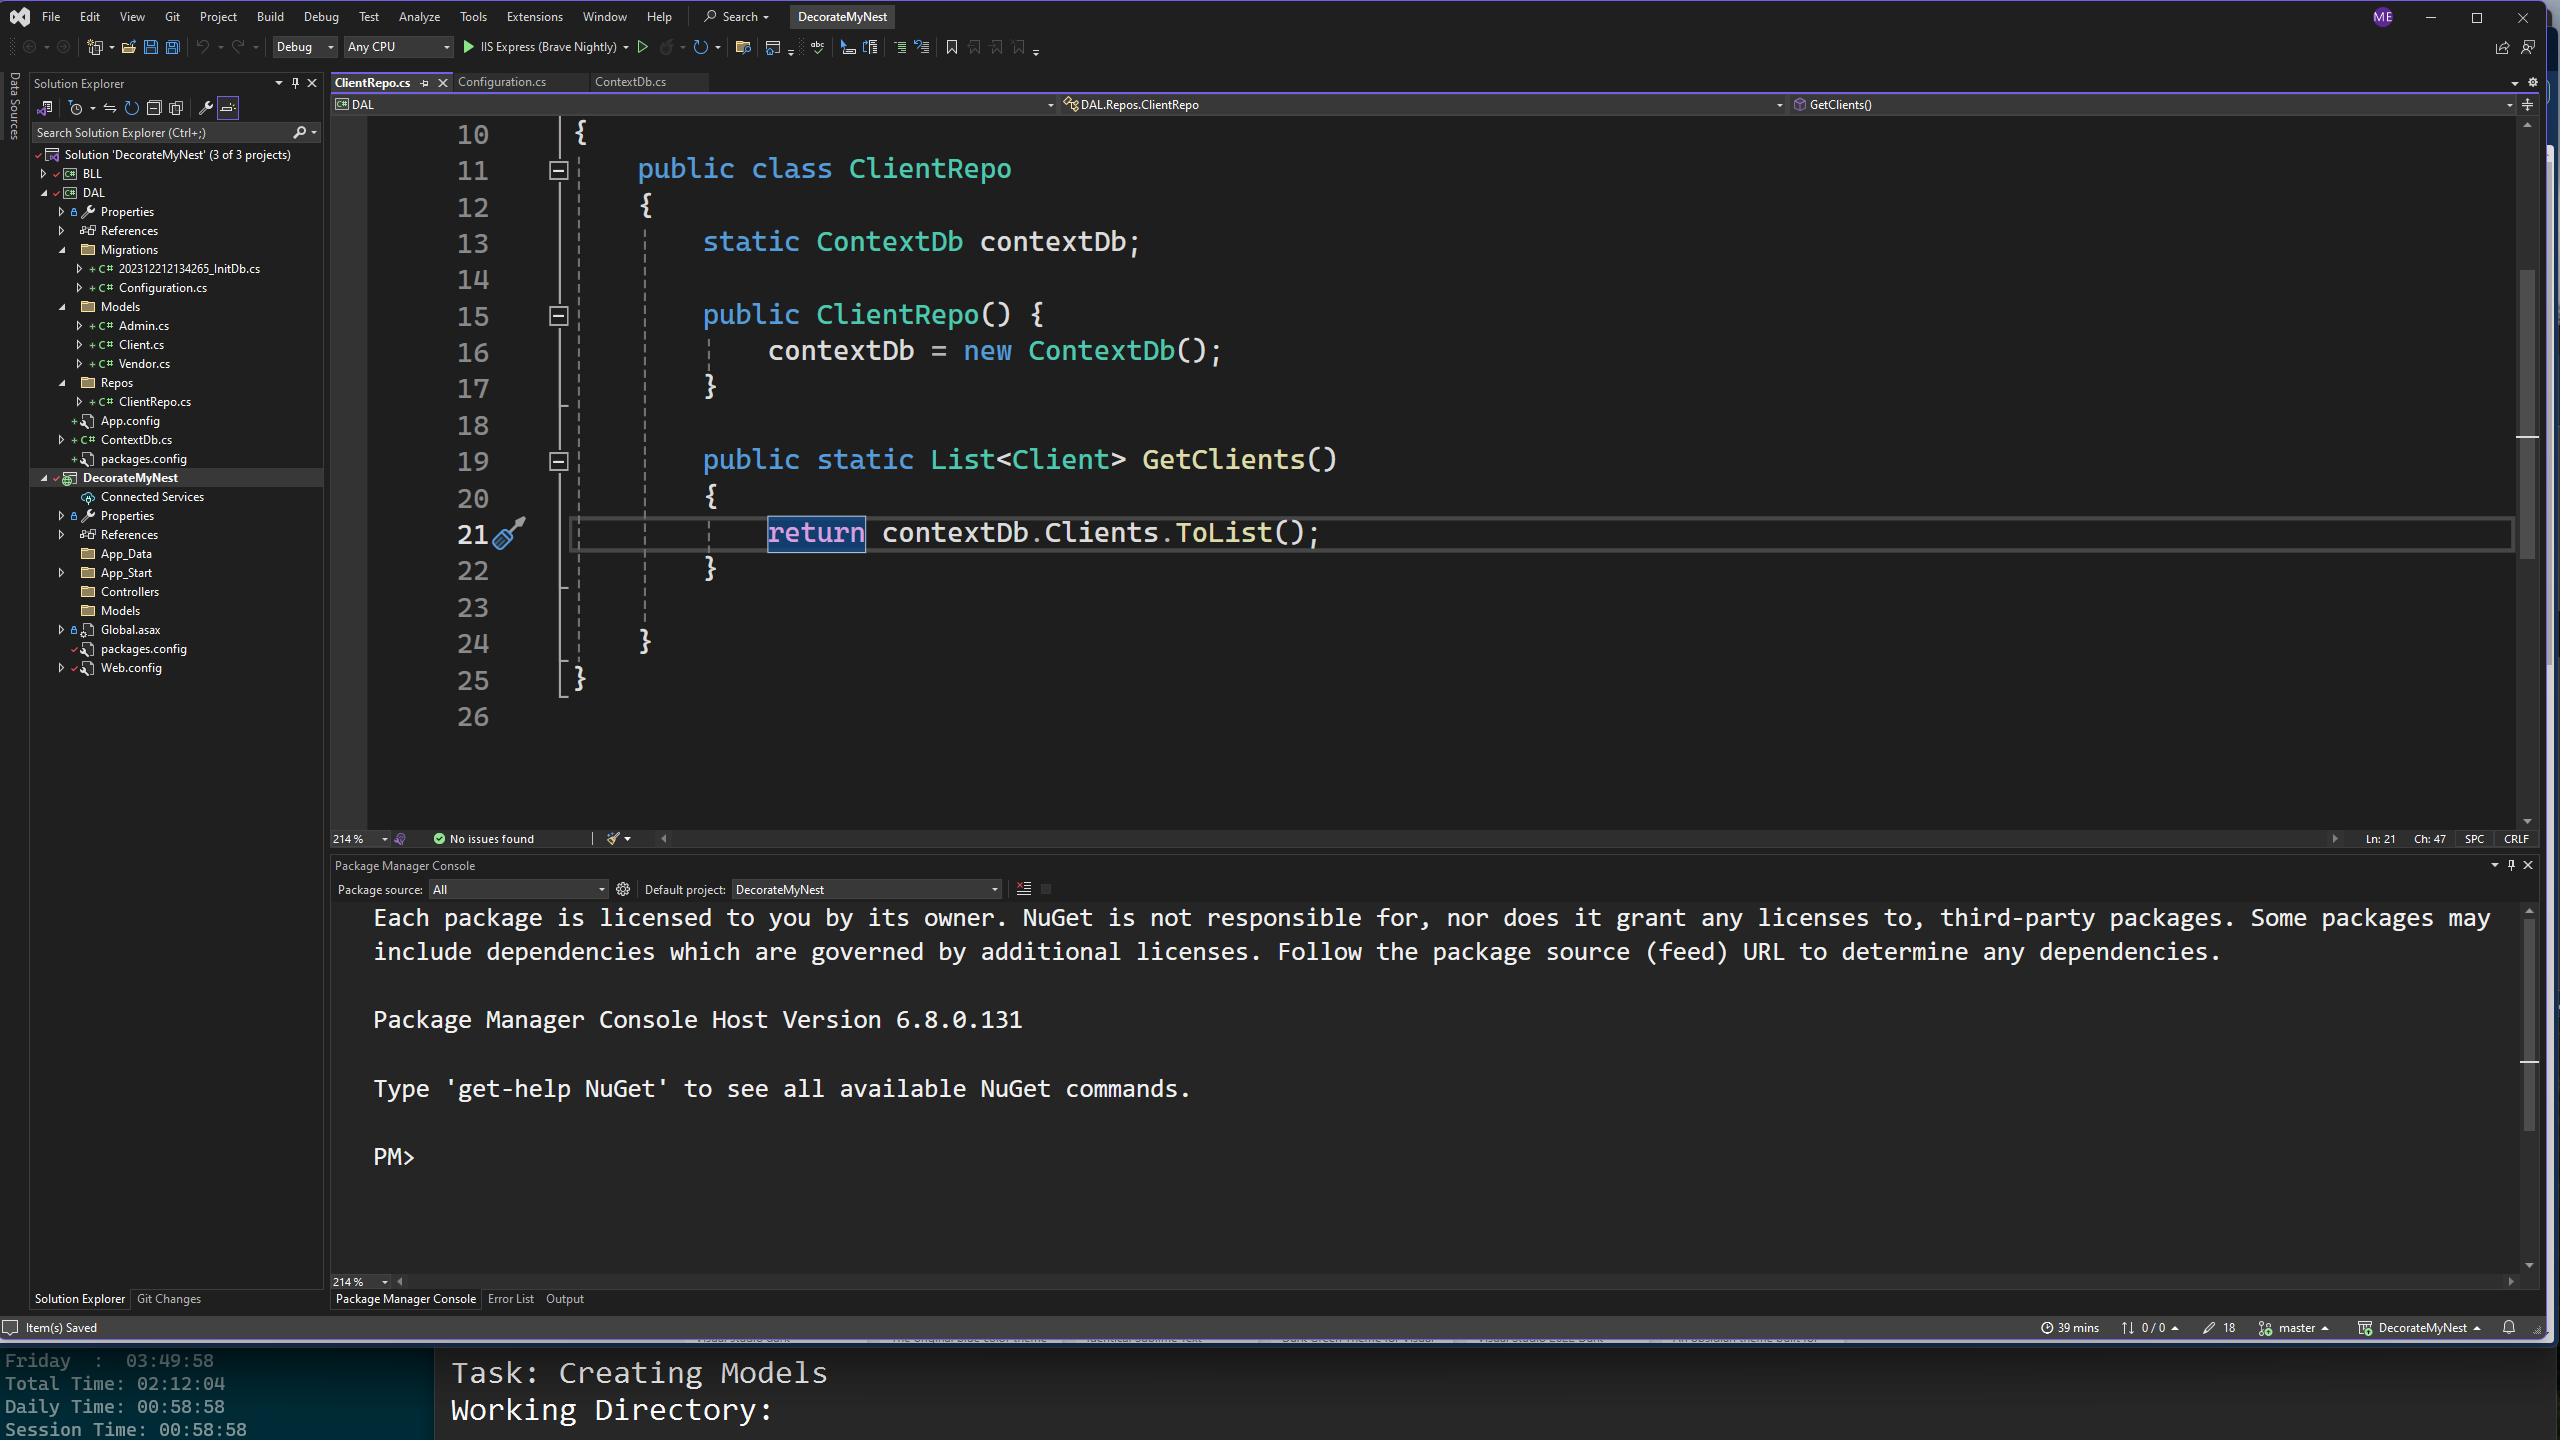 File Edit View Git Project Build Debug Test Analyze Tools Extensions Window Help Search DecorateMyNest ME
Debug Any CPU IIS Express (Brave Nightly)
Data Sources
Solution Explorer
Search Solution Explorer (Ctrl+;)
Solution 'DecorateMyNest' (3 of 3 projects)
BLL
DAL
Properties
References
Migrations
202312212134265_InitDb.cs
Configuration.cs
Models
Admin.cs
Client.cs
Vendor.cs
Repos
ClientRepo.cs
App.config
ContextDb.cs
packages.config
DecorateMyNest
Connected Services
Properties
References
App_Data
App_Start
Controllers
Models
Global.asax
packages.config
Web.config
Solution Explorer Git Changes
ClientRepo.cs Configuration.cs ContextDb.cs
DAL DAL.Repos.ClientRepo GetClients()
10 {
11 public class ClientRepo
12 {
13 static ContextDb contextDb;
14
15 public ClientRepo() {
16 contextDb = new ContextDb();
17 }
18
19 public static List<Client> GetClients()
20 {
21 return contextDb.Clients.ToList();
22 }
23
24 }
25 }
26
214 % No issues found Ln: 21 Ch: 47 SPC CRLF
Package Manager Console
Package source: All Default project: DecorateMyNest
Each package is licensed to you by its owner. NuGet is not responsible for, nor does it grant any licenses to, third-party packages. Some packages may
include dependencies which are governed by additional licenses. Follow the package source (feed) URL to determine any dependencies.
Package Manager Console Host Version 6.8.0.131
Type 'get-help NuGet' to see all available NuGet commands.
PM>
214 %
Package Manager Console Error List Output
Item(s) Saved 39 mins 0 / 0 18 master DecorateMyNest
Friday : 03:49:58
Total Time: 02:12:04
Daily Time: 00:58:58
Session Time: 00:58:58
Task: Creating Models
Working Directory: